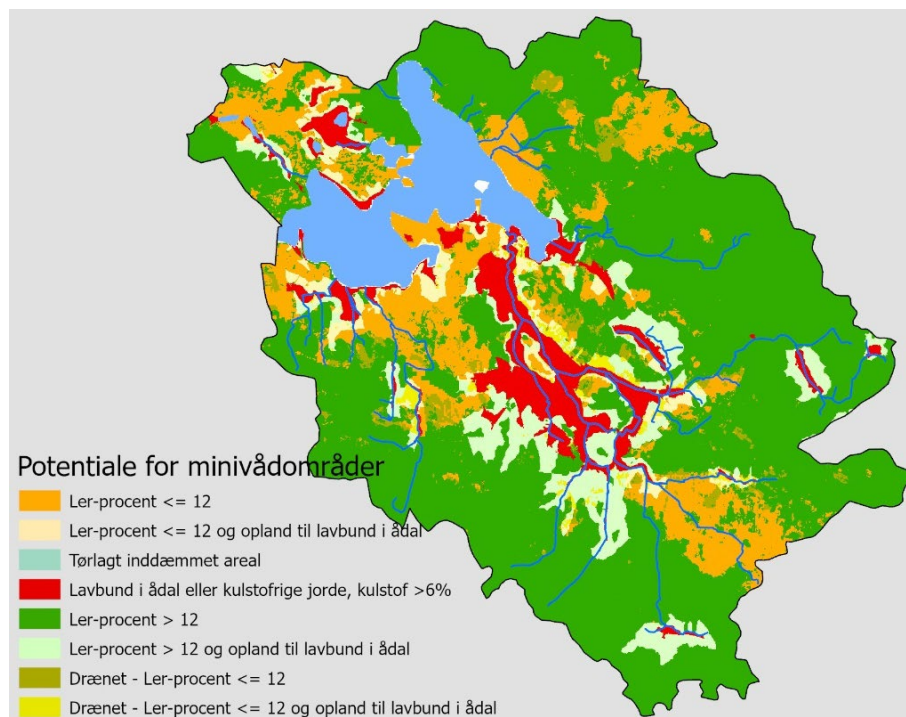 Potentiale for minivådområder
Ler-procent <= 12
Ler-procent <= 12 og opland til lavbund i ådal
Tørlagt inddæmmet areal
Lavbund i ådal eller kulstofrige jorde, kulstof >6%
Ler-procent > 12
Ler-procent > 12 og opland til lavbund i ådal
Drænet - Ler-procent <= 12
Drænet - Ler-procent <= 12 og opland til lavbund i ådal